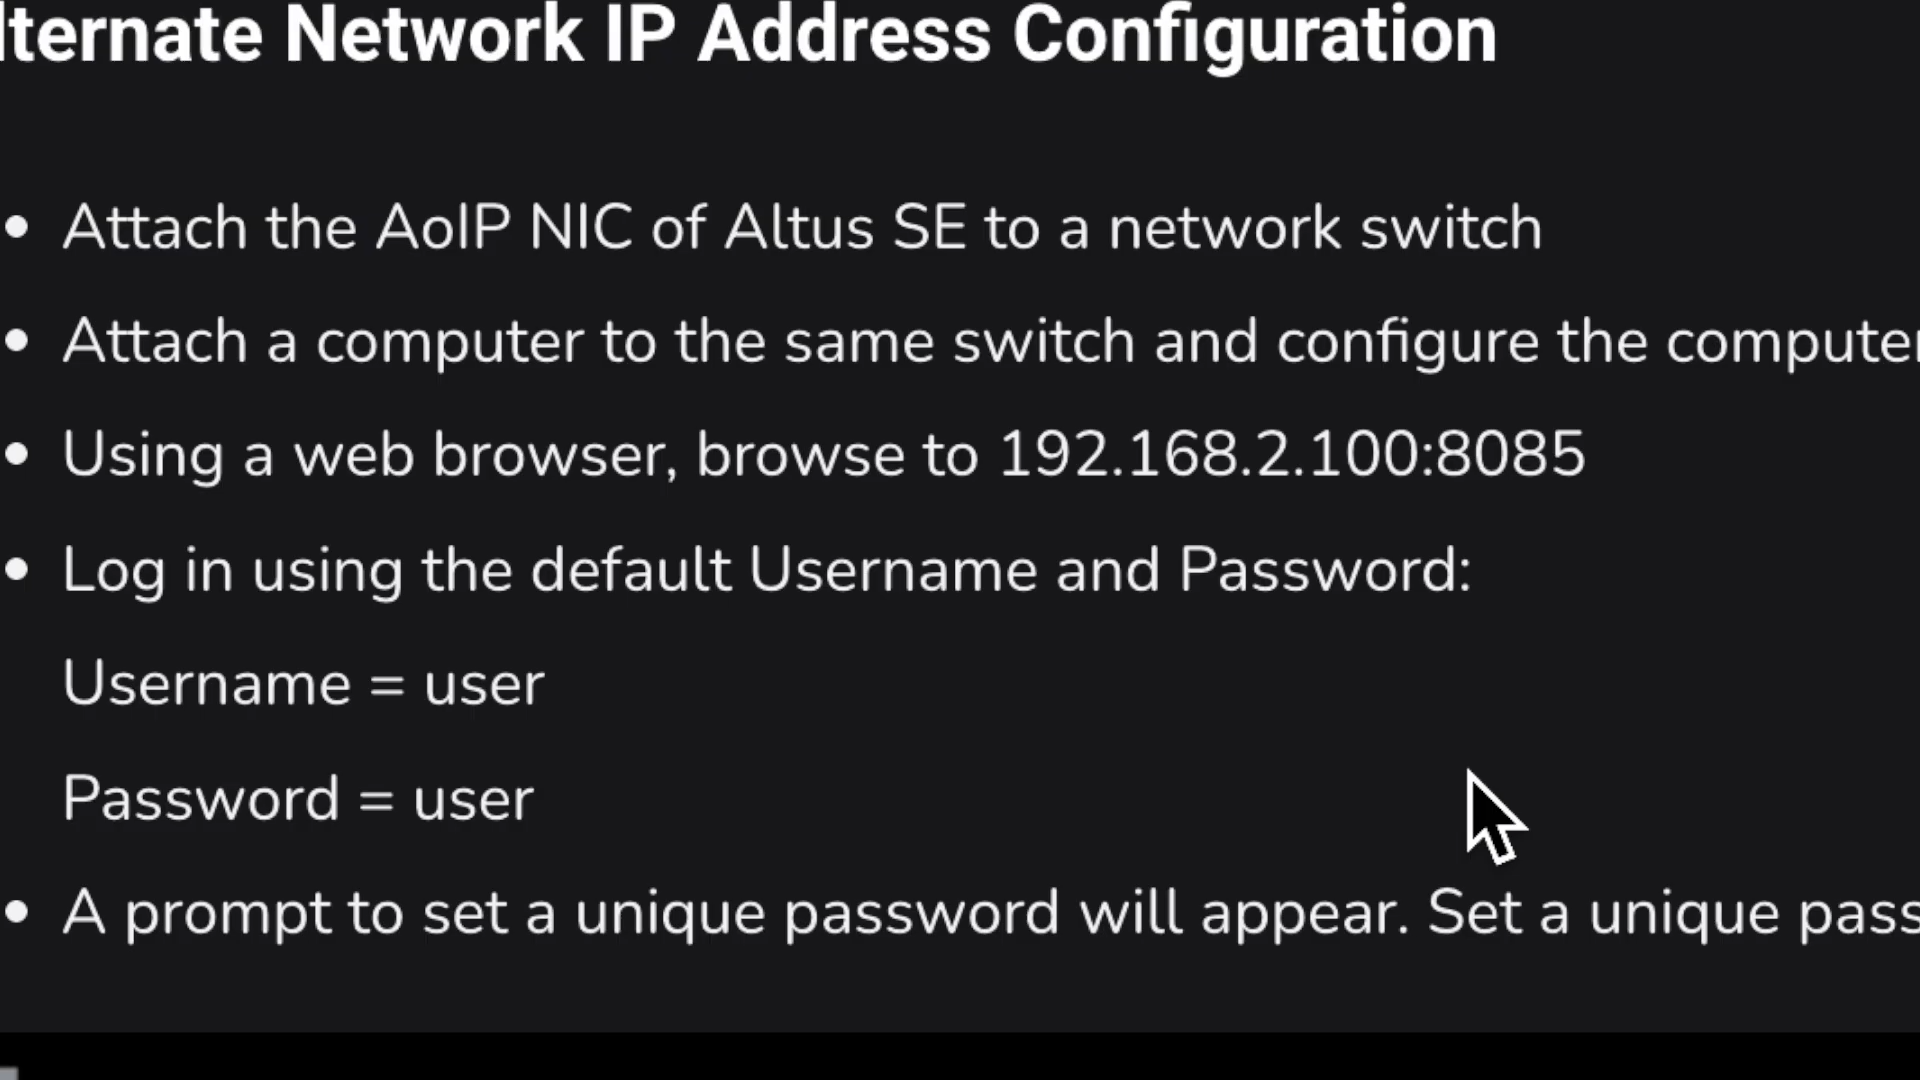 lternate Network IP Address Configuration
• Attach the AoIP NIC of Altus SE to a network switch
• Attach a computer to the same switch and configure the computer
• Using a web browser, browse to 192.168.2.100:8085
• Log in using the default Username and Password:
Username = user
Password = user
• A prompt to set a unique password will appear. Set a unique pass